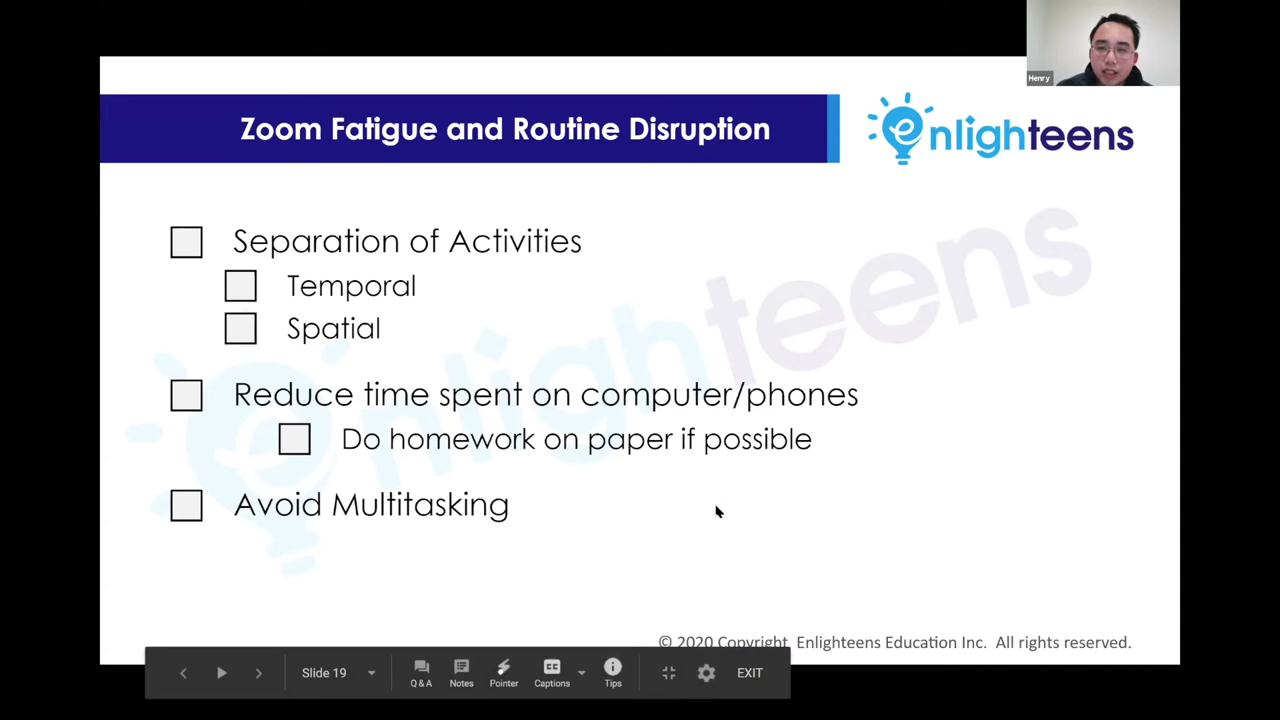 Henry
Zoom Fatigue and Routine Disruption
enlighteens
Separation of Activities
Temporal
Spatial
Reduce time spent on computer/phones
Do homework on paper if possible
Avoid Multitasking
enlighteens
© 2020 Copyright, Enlighteens Education Inc. All rights reserved.
Slide 19
Q & A
Notes
Pointer
Captions
Tips
EXIT